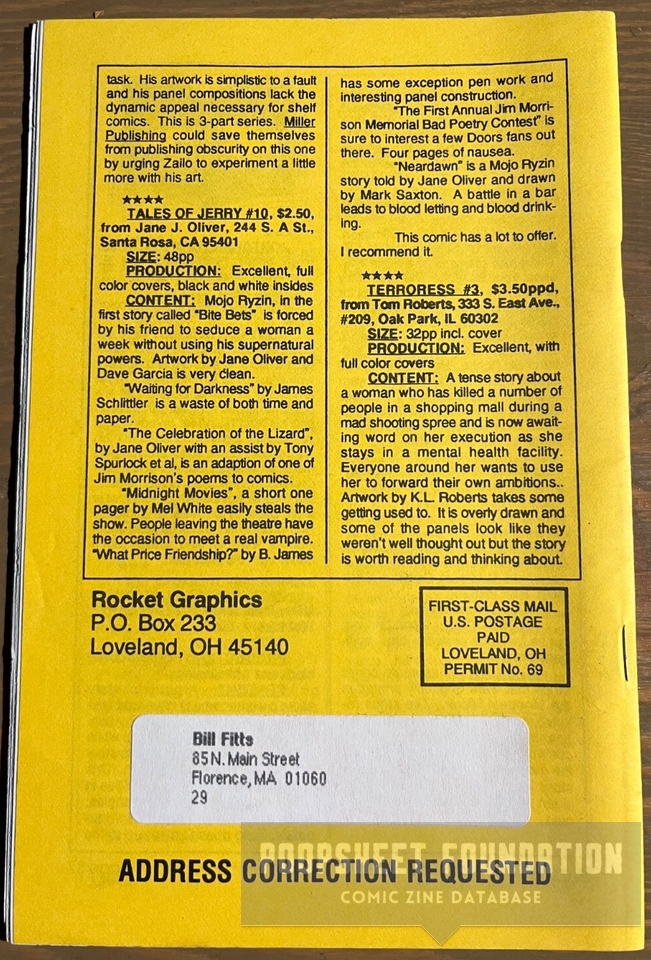 task. His artwork is simplistic to a fault
and his panel compositions lack the
dynamic appeal necessary for shelf
comics. This is 3-part series. Miller
Publishing could save themselves
from publishing obscurity on this one
by urging Zailo to experiment a little
more with his art.
★★★★
TALES OF JERRY #10, $2.50,
from Jane J. Oliver, 244 S. A St.,
Santa Rosa, CA 95401
SIZE: 48pp
PRODUCTION: Excellent, full
color covers, black and white insides
CONTENT: Mojo Ryzin, in the
first story called "Bite Bets" is forced
by his friend to seduce a woman a
week without using his supernatural
powers. Artwork by Jane Oliver and
Dave Garcia is very clean.
"Waiting for Darkness" by James
Schlittler is a waste of both time and
paper.
"The Celebration of the Lizard",
by Jane Oliver with an assist by Tony
Spurlock et al, is an adaption of one of
Jim Morrison's poems to comics.
"Midnight Movies", a short one
pager by Mel White easily steals the
show. People leaving the theatre have
the occasion to meet a real vampire.
"What Price Friendship?" by B. James
has some exception pen work and
interesting panel construction.
"The First Annual Jim Morri-
son Memorial Bad Poetry Contest" is
sure to interest a few Doors fans out
there. Four pages of nausea.
"Neardawn" is a Mojo Ryzin
story told by Jane Oliver and drawn
by Mark Saxton. A battle in a bar
leads to blood letting and blood drink-
ing.
This comic has a lot to offer.
I recommend it.
★★★★
TERRORESS #3, $3.50ppd,
from Tom Roberts, 333 S. East Ave.,
#209, Oak Park, IL 60302
SIZE: 32pp incl. cover
PRODUCTION: Excellent, with
full color covers
CONTENT: A tense story about
a woman who has killed a number of
people in a shopping mall during a
mad shooting spree and is now await-
ing word on her execution as she
stays in a mental health facility.
Everyone around her wants to use
her to forward their own ambitions..
Artwork by K.L. Roberts takes some
getting used to. It is overly drawn and
some of the panels look like they
weren't well thought out but the story
is worth reading and thinking about.
Rocket Graphics
P.O. Box 233
Loveland, OH 45140
FIRST-CLASS MAIL
U.S. POSTAGE
PAID
LOVELAND, OH
PERMIT No. 69
Bill Fitts
85 N. Main Street
Florence, MA 01060
29
ADDRESS CORRECTION REQUESTED
POOPSHEET FOUNDATION
COMIC ZINE DATABASE